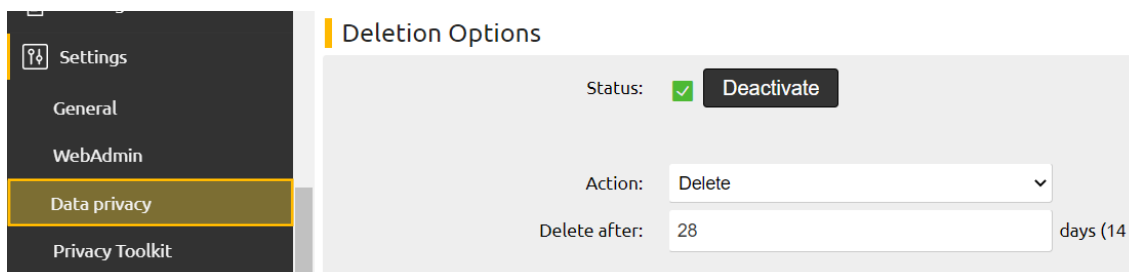 Deletion Options
Settings
Status: Deactivate
General
WebAdmin
Action: Delete
Data privacy
Delete after: 28 days (14
Privacy Toolkit